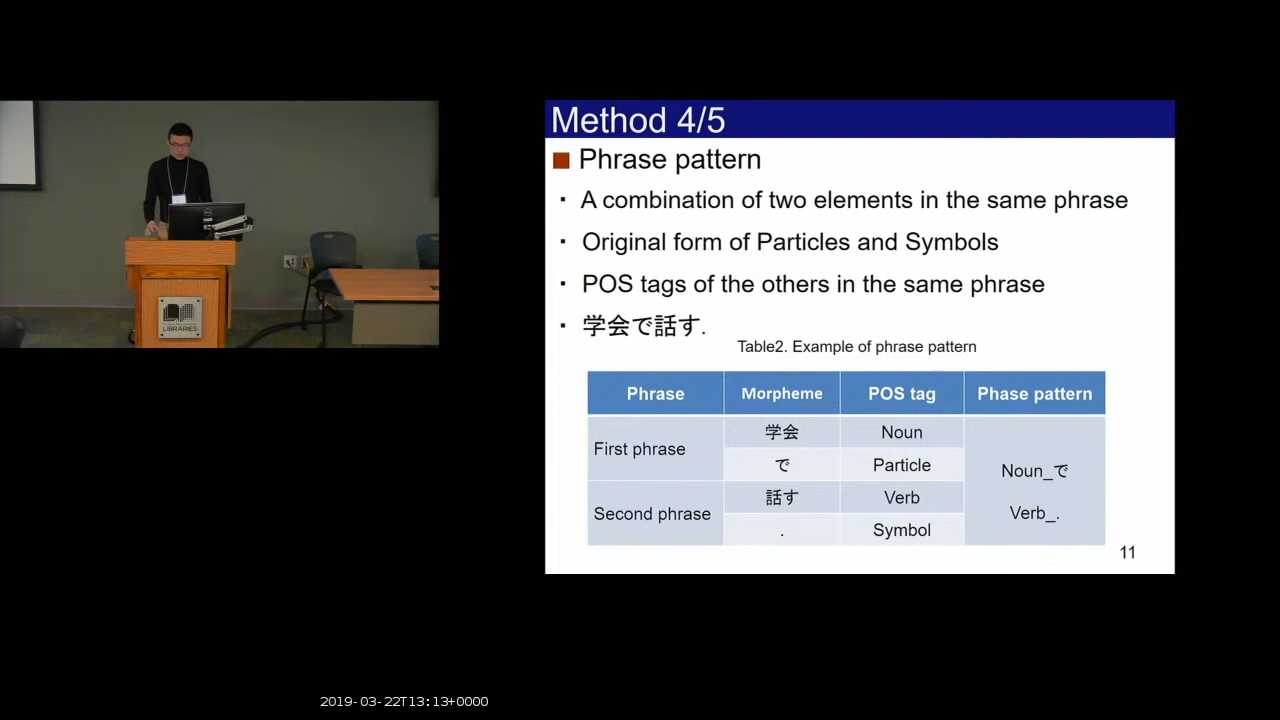 Method 4/5
Phrase pattern
・ A combination of two elements in the same phrase
・ Original form of Particles and Symbols
・ POS tags of the others in the same phrase
・ 学会で話す.
Table2. Example of phrase pattern
Phrase Morpheme POS tag Phase pattern
First phrase 学会 Noun
で Particle
Noun_で
Second phrase 話す Verb
Verb_.
. Symbol
11
LIBRARIES
2019-03-22T13:13+0000